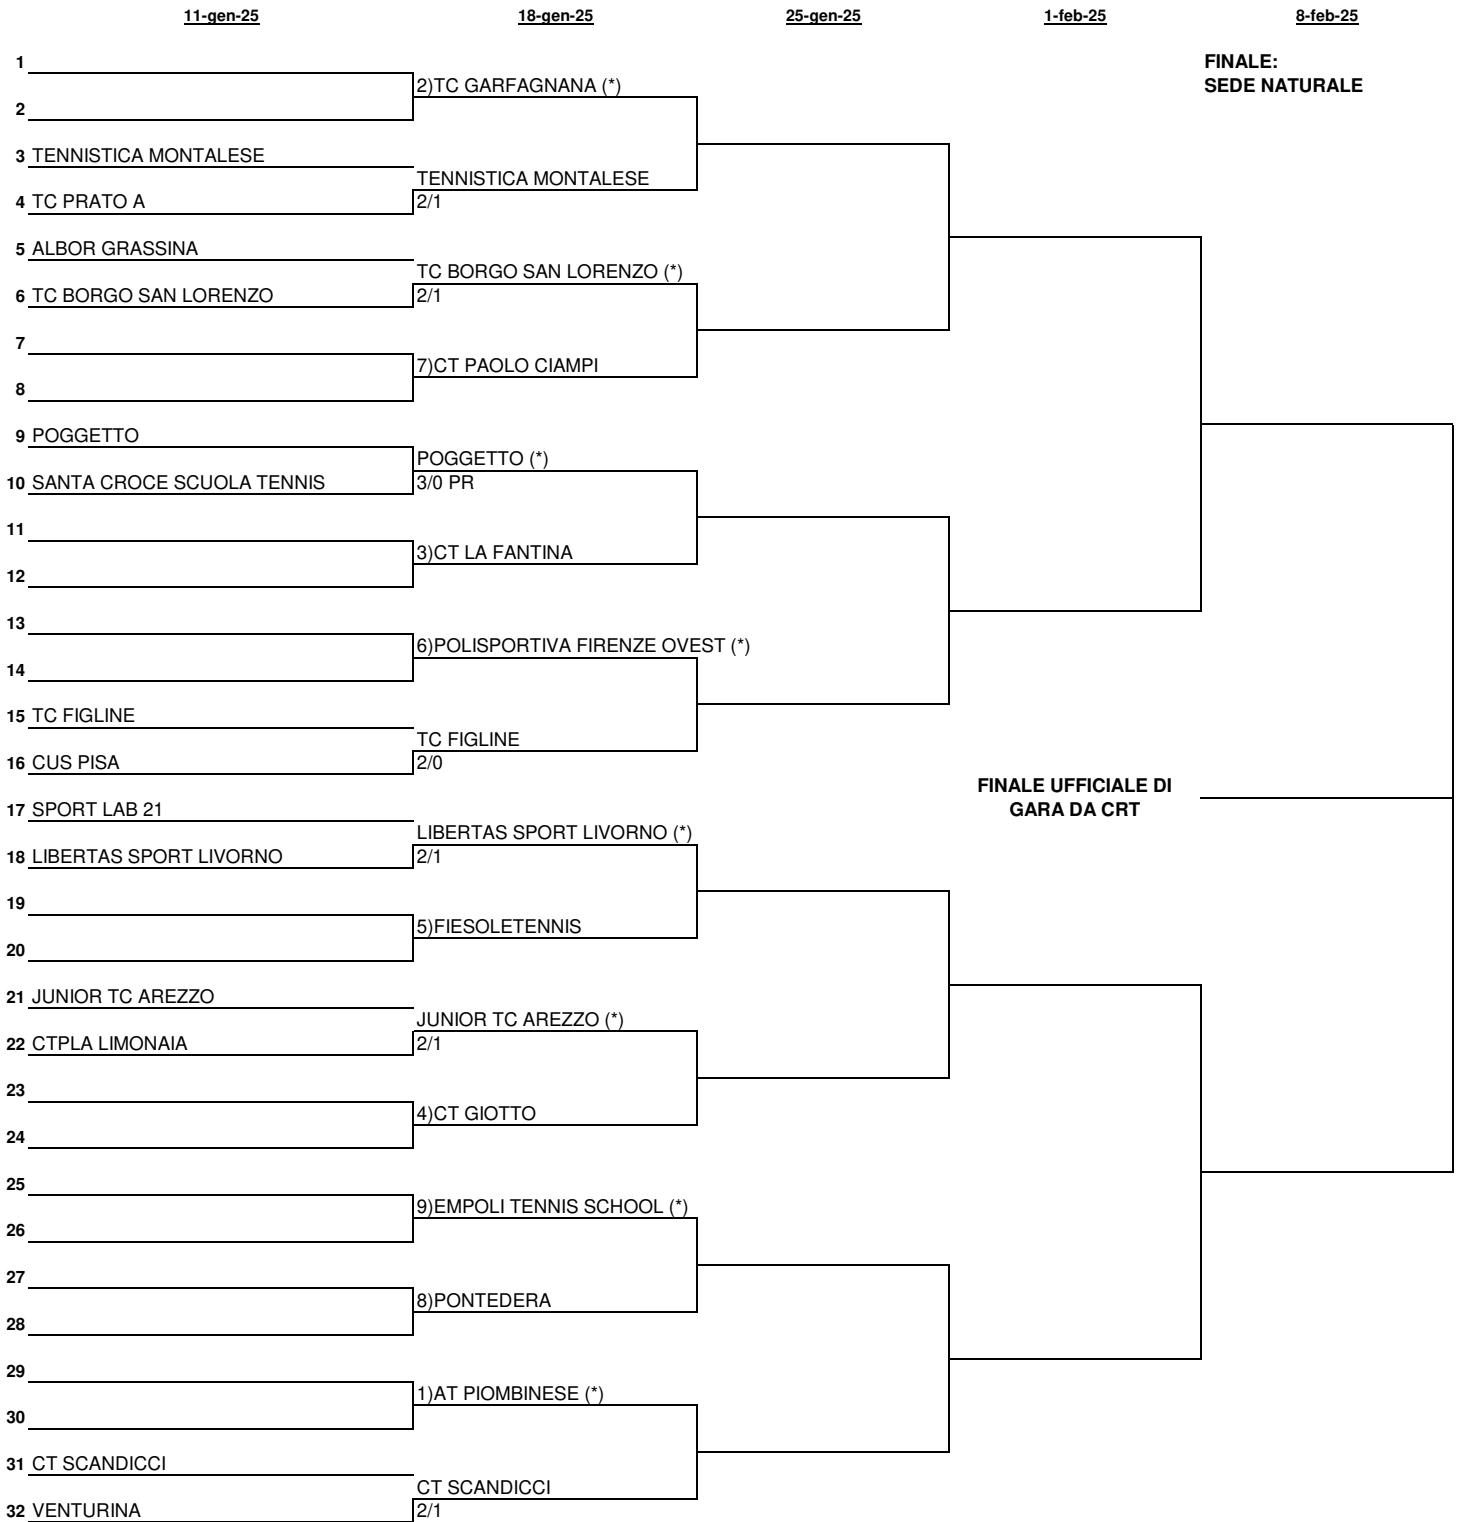 11-gen-25 18-gen-25 25-gen-25 1-feb-25 8-feb-25
1
FINALE:
2)TC GARFAGNANA (*)
SEDE NATURALE
2
3 TENNISTICA MONTALESE
TENNISTICA MONTALESE
4 TC PRATO A 2/1
5 ALBOR GRASSINA
TC BORGO SAN LORENZO (*)
6 TC BORGO SAN LORENZO 2/1
7
7)CT PAOLO CIAMPI
8
9 POGGETTO
POGGETTO (*)
10 SANTA CROCE SCUOLA TENNIS 3/0 PR
11
3)CT LA FANTINA
12
13
6)POLISPORTIVA FIRENZE OVEST (*)
14
15 TC FIGLINE
TC FIGLINE
16 CUS PISA 2/0
FINALE UFFICIALE DI
GARA DA CRT
17 SPORT LAB 21
LIBERTAS SPORT LIVORNO (*)
18 LIBERTAS SPORT LIVORNO 2/1
19
5)FIESOLETENNIS
20
21 JUNIOR TC AREZZO
JUNIOR TC AREZZO (*)
22 CTPLA LIMONAIA 2/1
23
4)CT GIOTTO
24
25
9)EMPOLI TENNIS SCHOOL (*)
26
27
8)PONTEDERA
28
29
1)AT PIOMBINESE (*)
30
31 CT SCANDICCI
CT SCANDICCI
32 VENTURINA 2/1